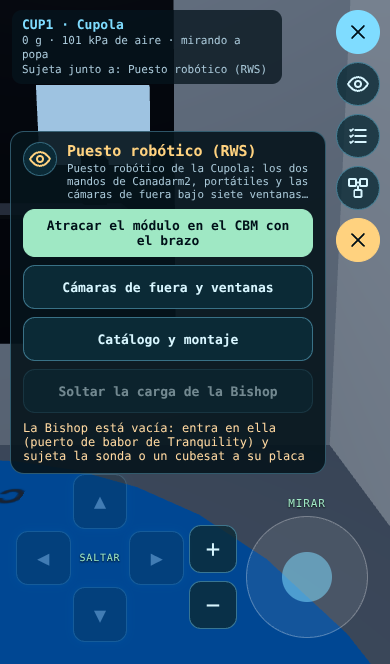 CUP1 · Cupola
0 g · 101 kPa de aire · mirando a
popa
Sujeta junto a: Puesto robótico (RWS)
Puesto robótico (RWS)
Puesto robótico de la Cupola: los dos
mandos de Canadarm2, portátiles y las
cámaras de fuera bajo siete ventanas…
Atracar el módulo en el CBM con
el brazo
Cámaras de fuera y ventanas
Catálogo y montaje
Soltar la carga de la Bishop
La Bishop está vacía: entra en ella
(puerto de babor de Tranquility) y
sujeta la sonda o un cubesat a su placa
MIRAR
SALTAR
+
−